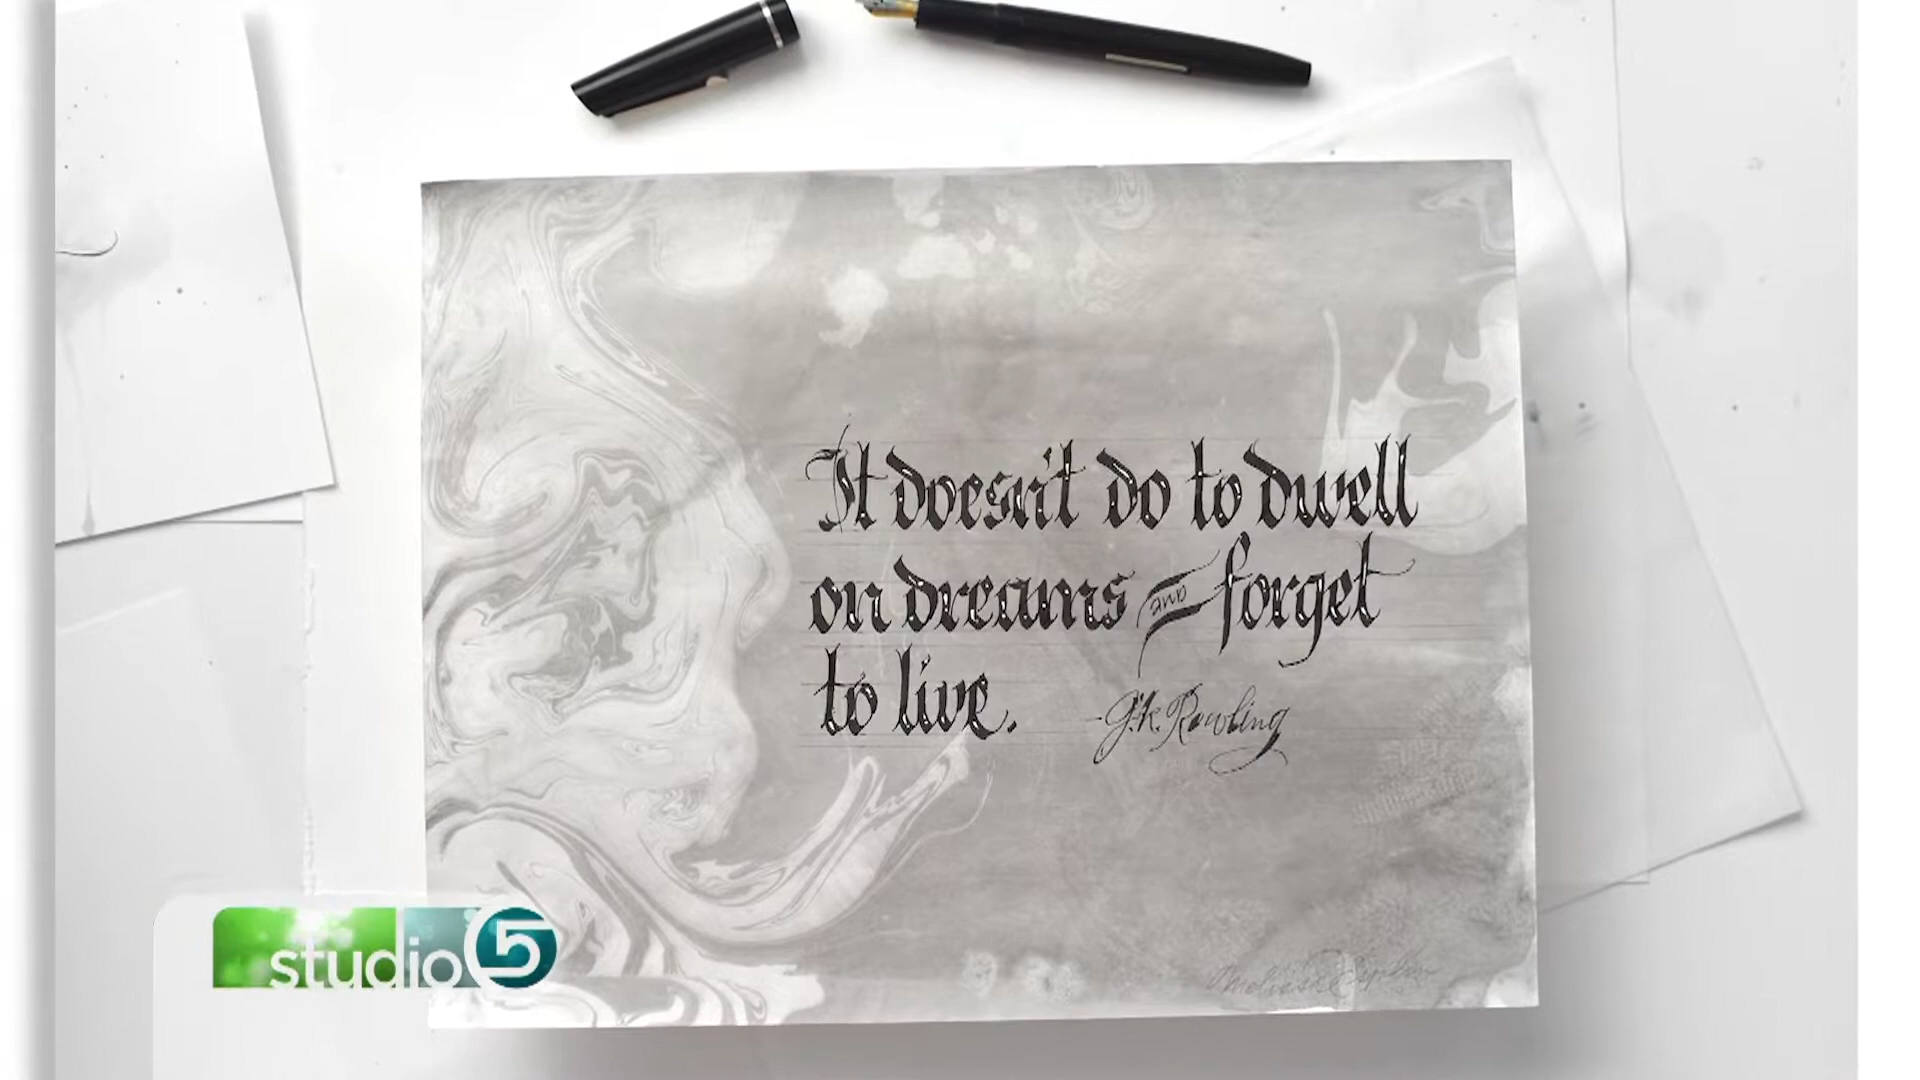 It doesn't do to dwell
on dreams and forget
to live.
-J.K. Rowling
studio 5